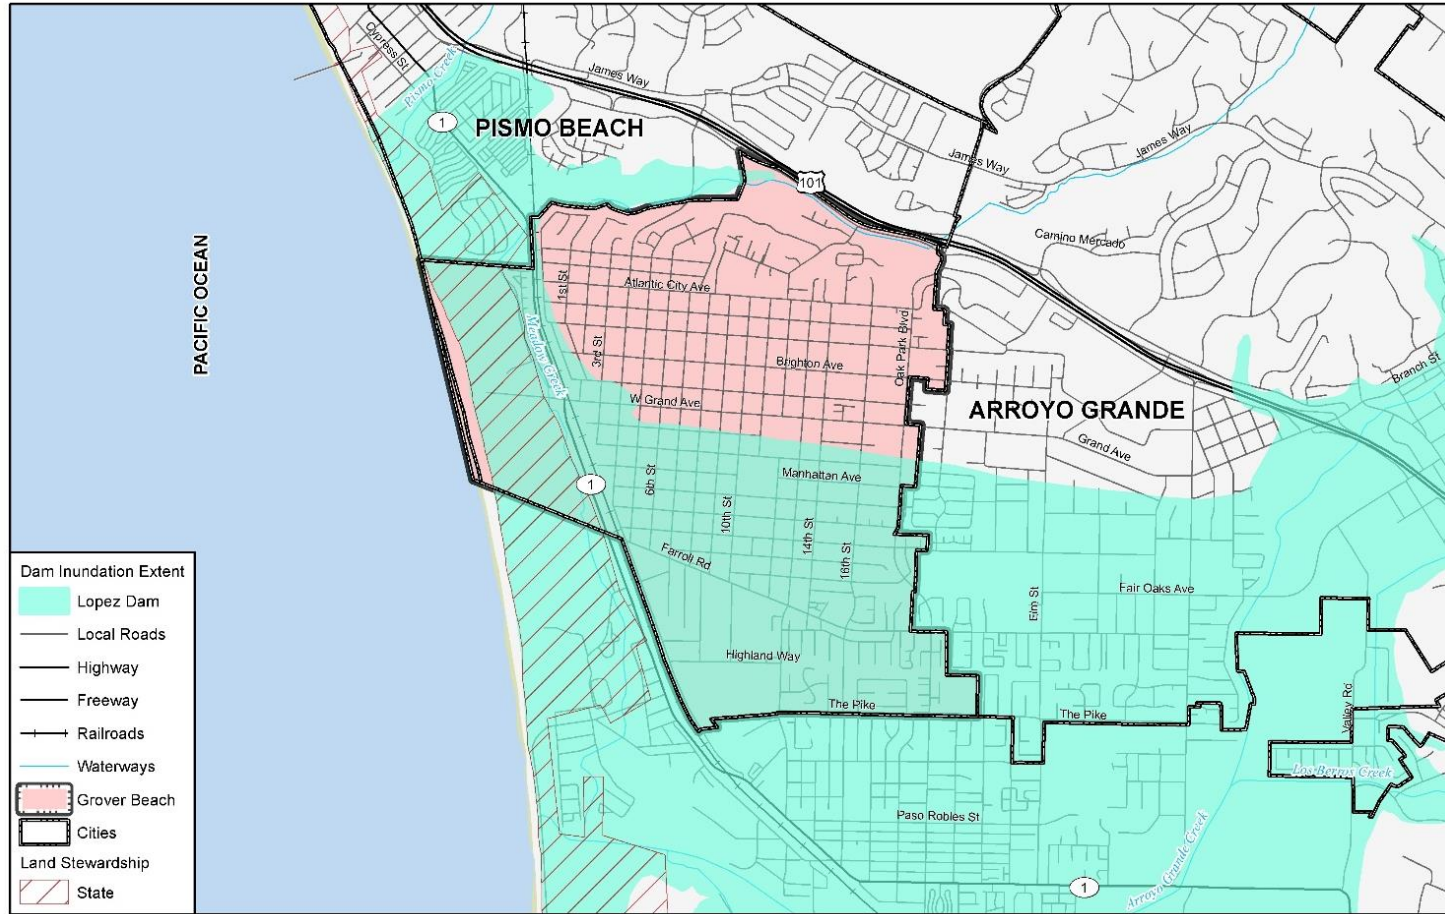 Cypress St
Pismo Creek
James Way
1
PISMO BEACH
James Way
James Way
101
Camino Mercado
PACIFIC OCEAN
1st St
Atlantic City Ave
Meadow Creek
3rd St
Oak Park Blvd
Brighton Ave
Branch St
W Grand Ave
ARROYO GRANDE
Grand Ave
Manhattan Ave
6th St
1
10th St
14th St
16th St
Farroll Rd
Fair Oaks Ave
Elm St
Highland Way
The Pike
The Pike
Valley Rd
Los Berros Creek
Paso Robles St
Arroyo Grande Creek
1
Dam Inundation Extent
Lopez Dam
Local Roads
Highway
Freeway
Railroads
Waterways
Grover Beach
Cities
Land Stewardship
State